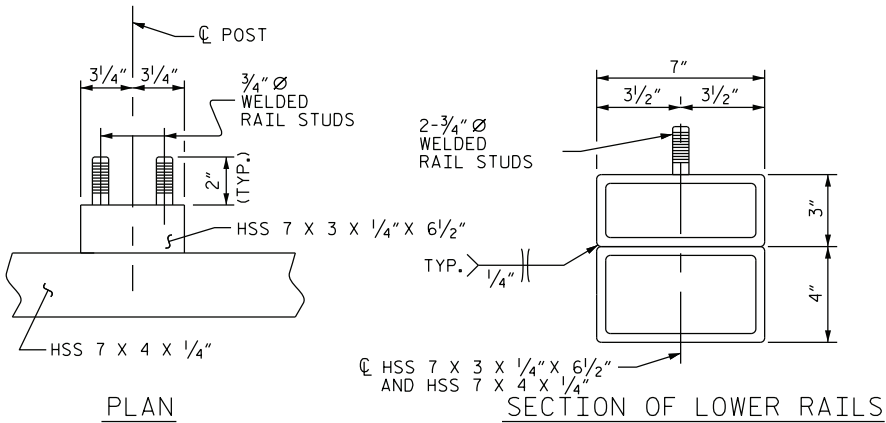 ℄ POST
3¼" 3¼"
¾" Ø
WELDED
RAIL STUDS
2"
(TYP.)
HSS 7 X 3 X ¼" X 6½"
HSS 7 X 4 X ¼"
PLAN
7"
3½" 3½"
2-¾" Ø
WELDED
RAIL STUDS
3"
TYP.
¼"
4"
℄ HSS 7 X 3 X ¼" X 6½"
AND HSS 7 X 4 X ¼"
SECTION OF LOWER RAILS